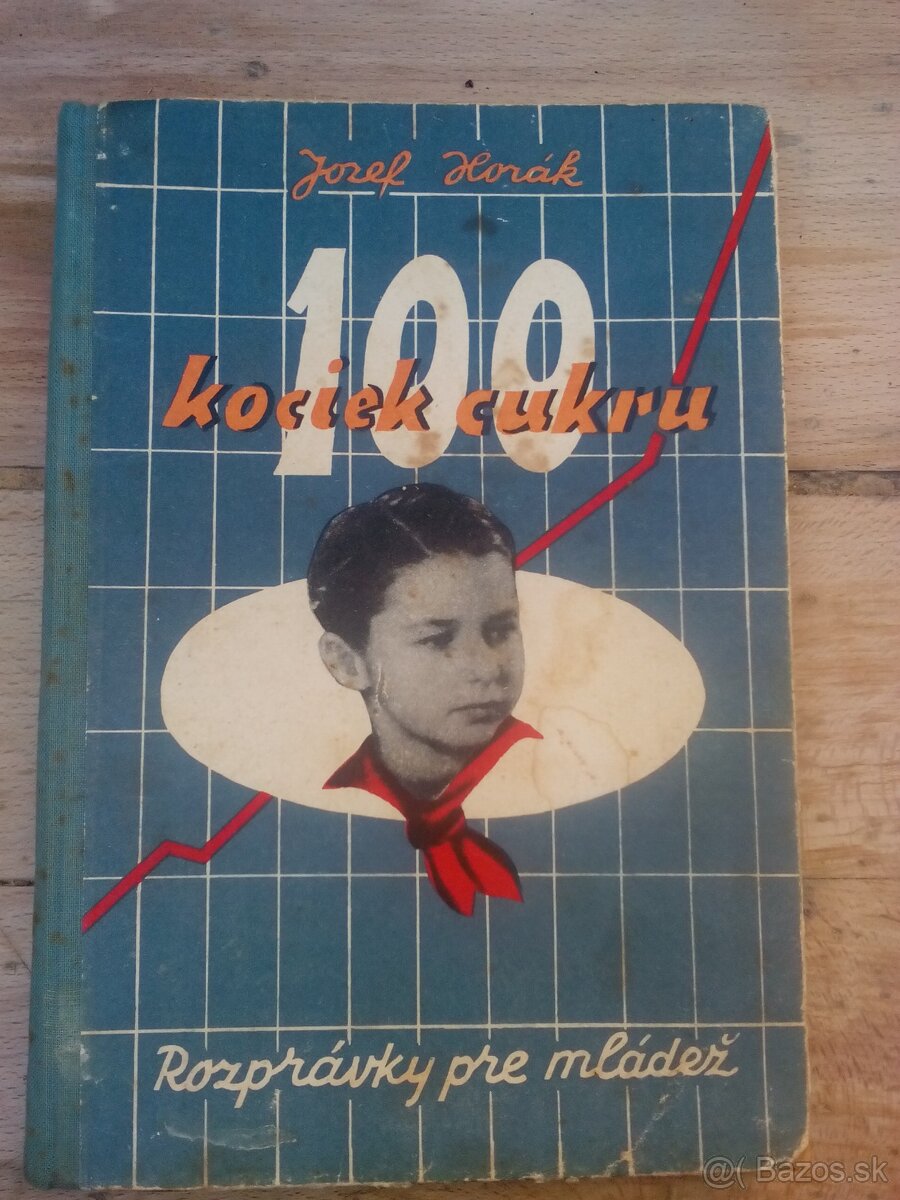 Jozef Horák
100
kociek cukru
Rozprávky pre mládež
@( Bazos.sk